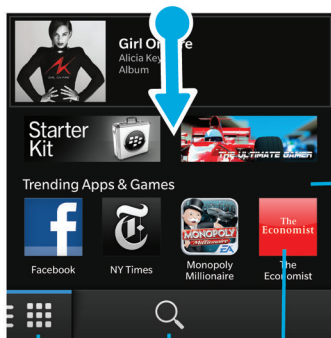 Girl On Fire
Alicia Keys
Album
Starter
Kit
THE ULTIMATE GAMER
Trending Apps & Games
The
Economist
MONOPOLY
Millionaire
EA
Facebook
NY Times
Monopoly
Millionaire
The
Economist